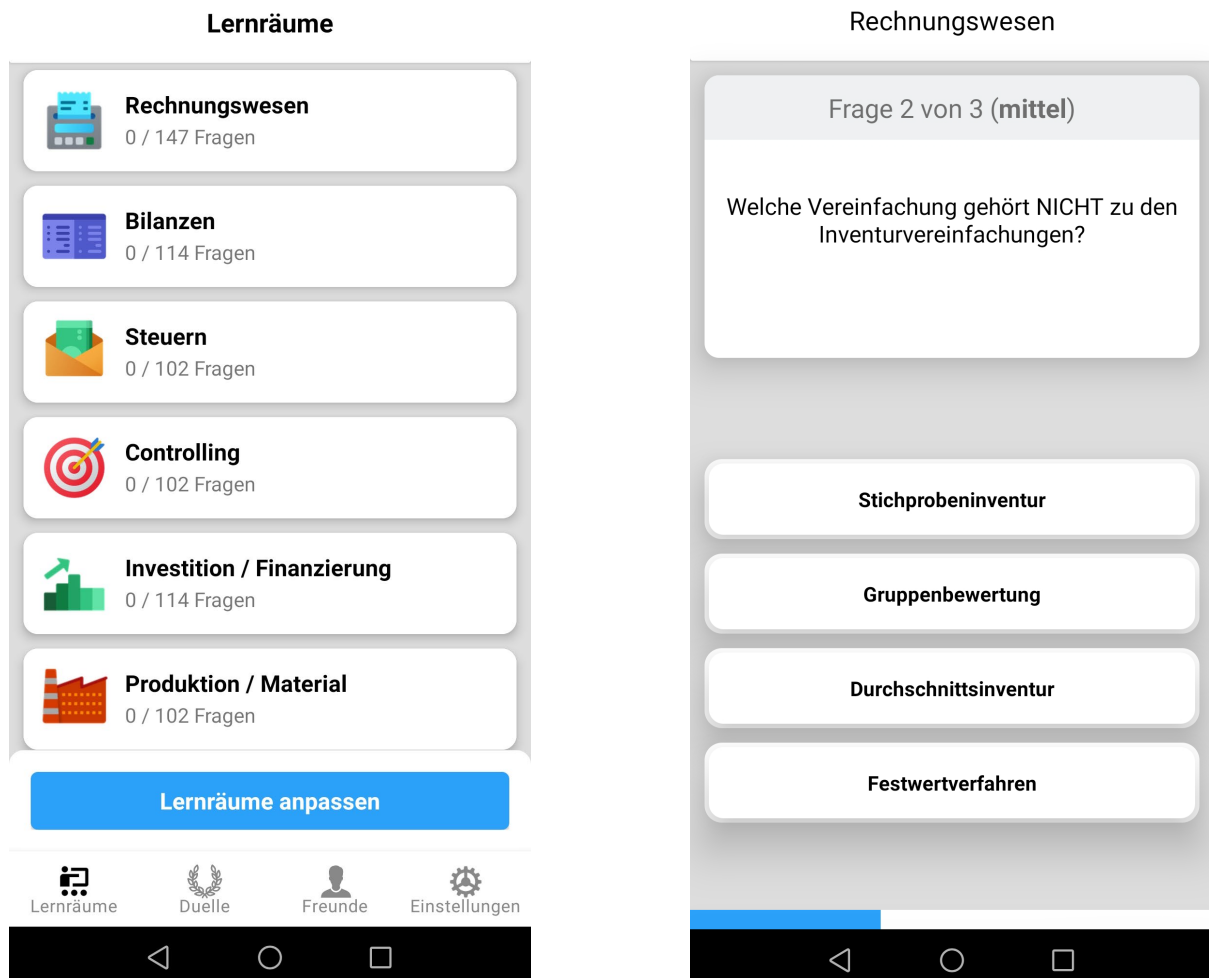 Lernräume
Rechnungswesen
0 / 147 Fragen
Bilanzen
0 / 114 Fragen
Steuern
0 / 102 Fragen
Controlling
0 / 102 Fragen
Investition / Finanzierung
0 / 114 Fragen
Produktion / Material
0 / 102 Fragen
Lernräume anpassen
Lernräume
Duelle
Freunde
Einstellungen
Rechnungswesen
Frage 2 von 3 (mittel)
Welche Vereinfachung gehört NICHT zu den
Inventurvereinfachungen?
Stichprobeninventur
Gruppenbewertung
Durchschnittsinventur
Festwertverfahren